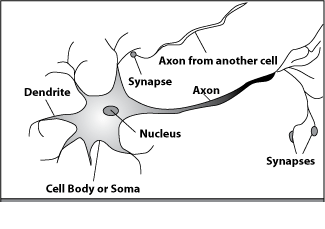 Axon from another cell
Synapse
Dendrite
Axon
Nucleus
Synapses
Cell Body or Soma